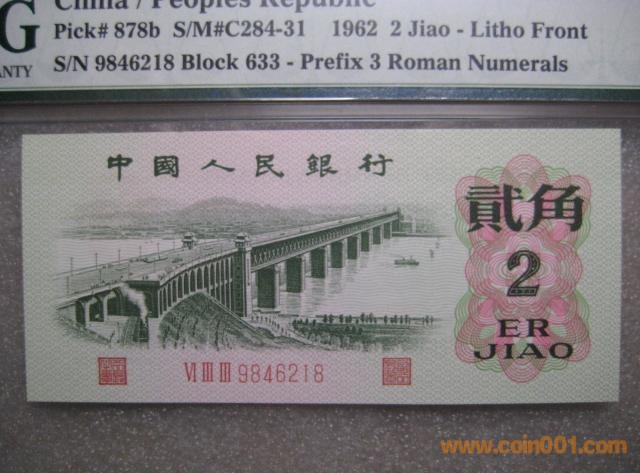 China / Peoples Republic
G Pick# 878b S/M#C284-31 1962 2 Jiao - Litho Front
ANTY S/N 9846218 Block 633 - Prefix 3 Roman Numerals
中國人民銀行
貳角
2
ER
JIAO
VI III III 9846218
www.coin001.com